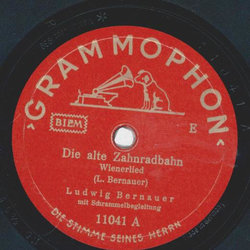 ›GRAMMOPHON‹
BIEM
E
Die alte Zahnradbahn
Wienerlied
(L. Bernauer)
Ludwig Bernauer
mit Schrammelbegleitung
11041 A
DIE STIMME SEINES HERRN